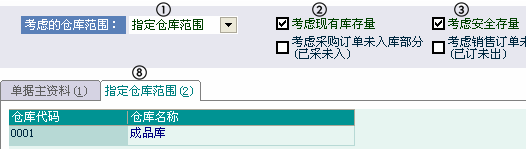 ① ② ③
考虑的仓库范围: 指定仓库范围 考虑现有库存量 考虑安全存量
考虑采购订单未入库部分 考虑销售订单未
(已采未入) (已订未出)
⑧
单据主资料(1) 指定仓库范围(2)
仓库代码 仓库名称
0001 成品库